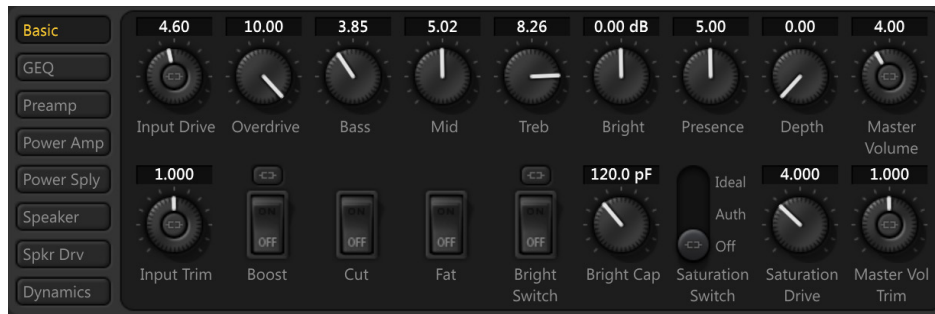 Basic
GEQ
Preamp
Power Amp
Power Sply
Speaker
Spkr Drv
Dynamics
4.60 10.00 3.85 5.02 8.26 0.00 dB 5.00 0.00 4.00
Input Drive Overdrive Bass Mid Treb Bright Presence Depth Master
Volume
1.000 120.0 pF 4.000 1.000
Ideal
ON ON ON ON
Auth
OFF OFF OFF OFF Off
Input Trim Boost Cut Fat Bright Bright Cap Saturation Saturation Master Vol
Switch Switch Drive Trim